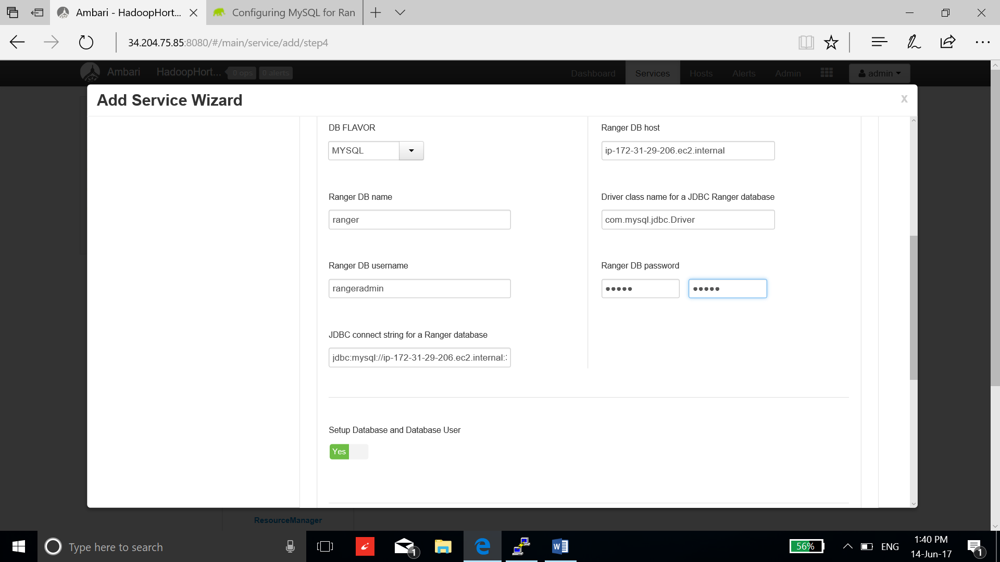 Ambari - HadoopHort...
Configuring MySQL for Ran
34.204.75.85:8080/#/main/service/add/step4
Ambari
HadoopHort...
0 ops
0 alerts
Dashboard
Services
Hosts
Alerts
Admin
admin
Add Service Wizard
x
DB FLAVOR
Ranger DB host
MYSQL
ip-172-31-29-206.ec2.internal
Ranger DB name
Driver class name for a JDBC Ranger database
ranger
com.mysql.jdbc.Driver
Ranger DB username
Ranger DB password
rangeradmin
●●●●●
●●●●●
JDBC connect string for a Ranger database
jdbc:mysql://ip-172-31-29-206.ec2.internal:
Setup Database and Database User
Yes
ResourceManager
Type here to search
1
W
56%
ENG
1:40 PM
14-Jun-17
1